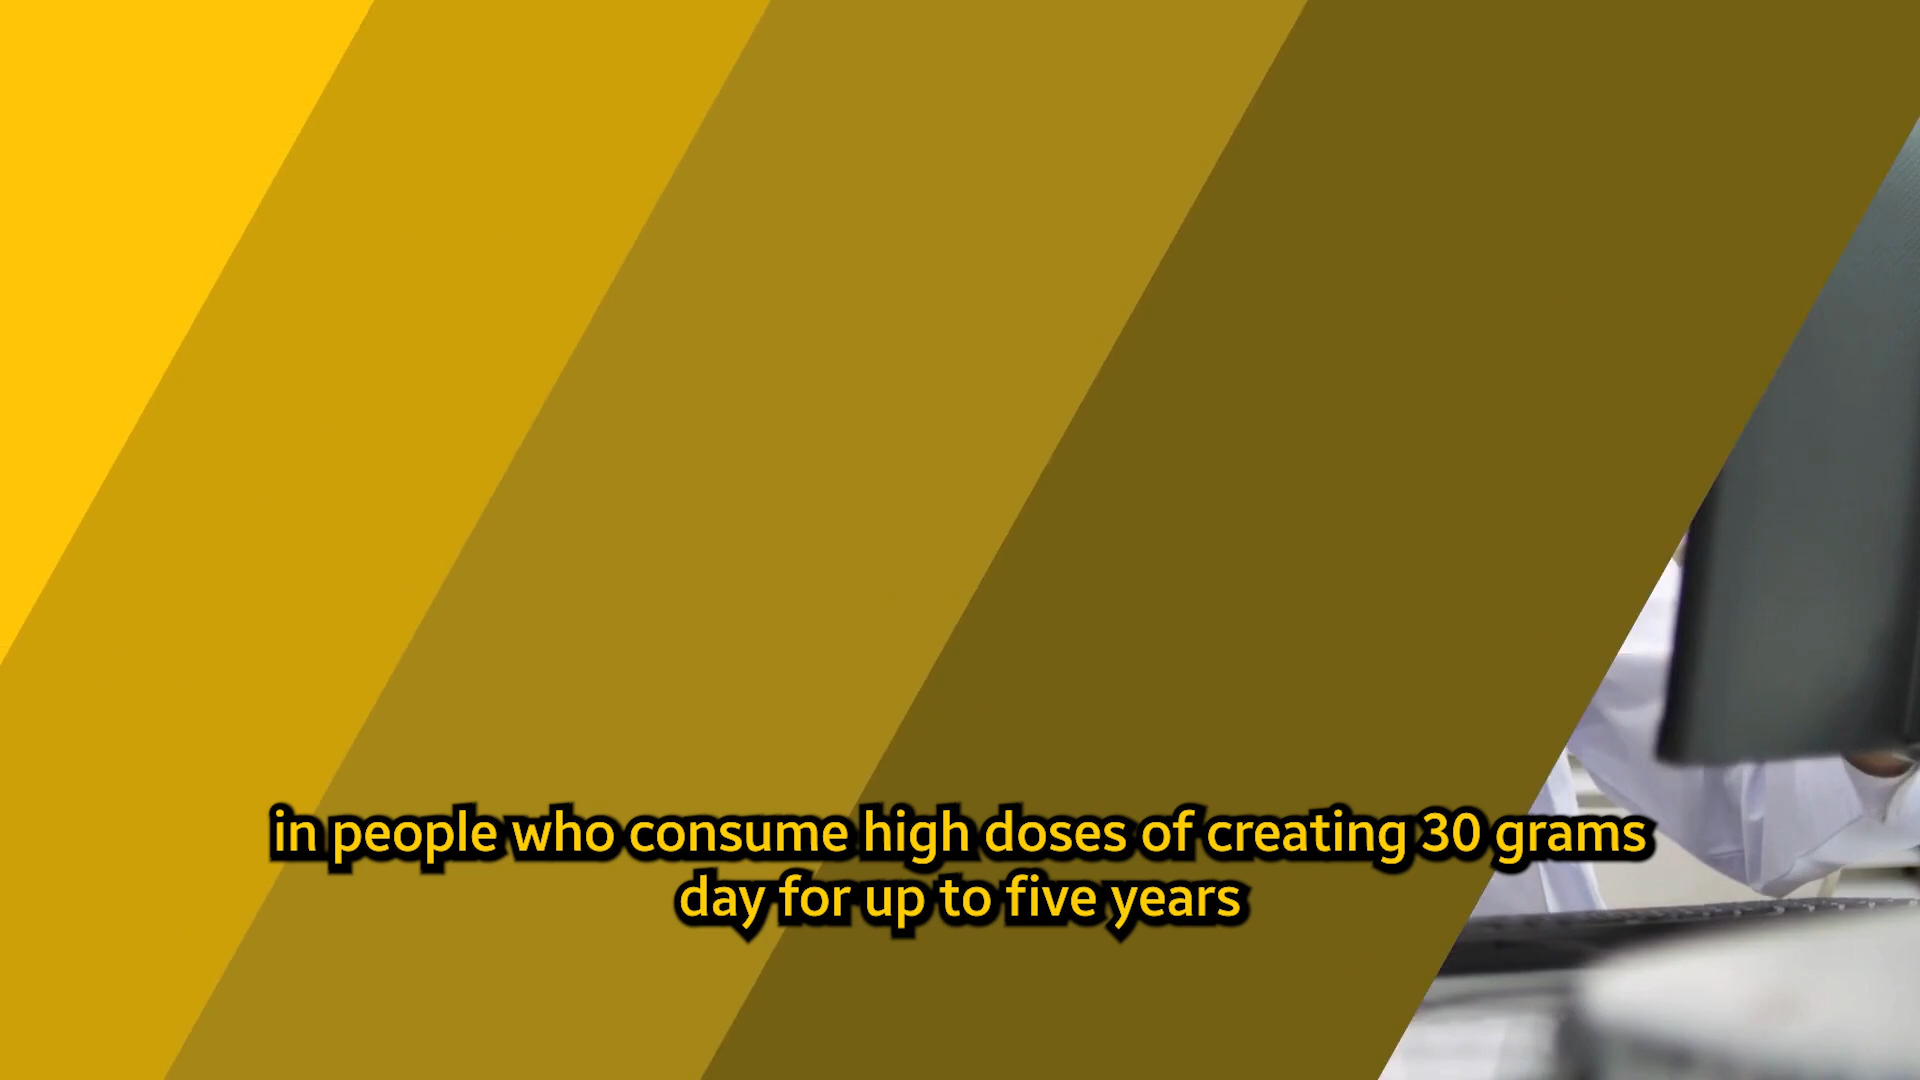 in people who consume high doses of creating 30 grams
day for up to five years